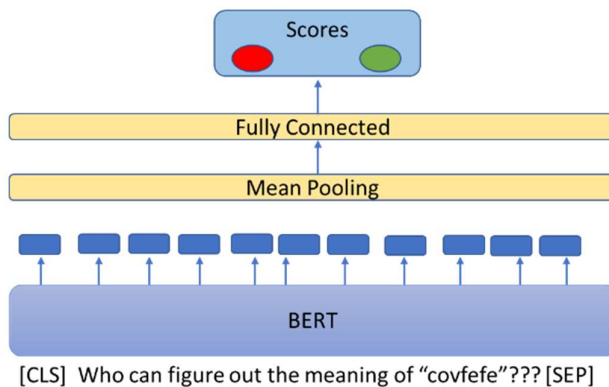 Scores
Fully Connected
Mean Pooling
BERT
[CLS] Who can figure out the meaning of “covfefe”??? [SEP]